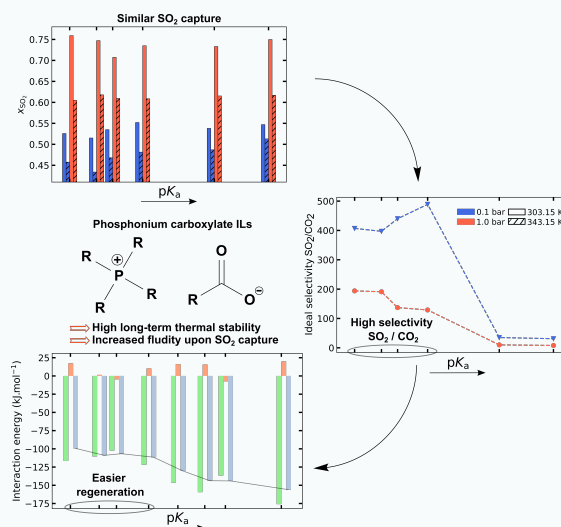 Similar SO2 capture
0.75
0.70
0.65
0.60
0.55
0.50
0.45
xSO2
pKa
Phosphonium carboxylate ILs
R
R
P
⊕
R
R
O
R
O
⊖
High long-term thermal stability
Increased fludity upon SO2 capture
500
400
300
200
100
0
Ideal selectivity SO2/CO2
0.1 bar
303.15 K
1.0 bar
343.15 K
High selectivity
SO2 / CO2
pKa
25
0
−25
−50
−75
−100
−125
−150
−175
Interaction energy (kJ·mol−1)
Easier
regeneration
pKa